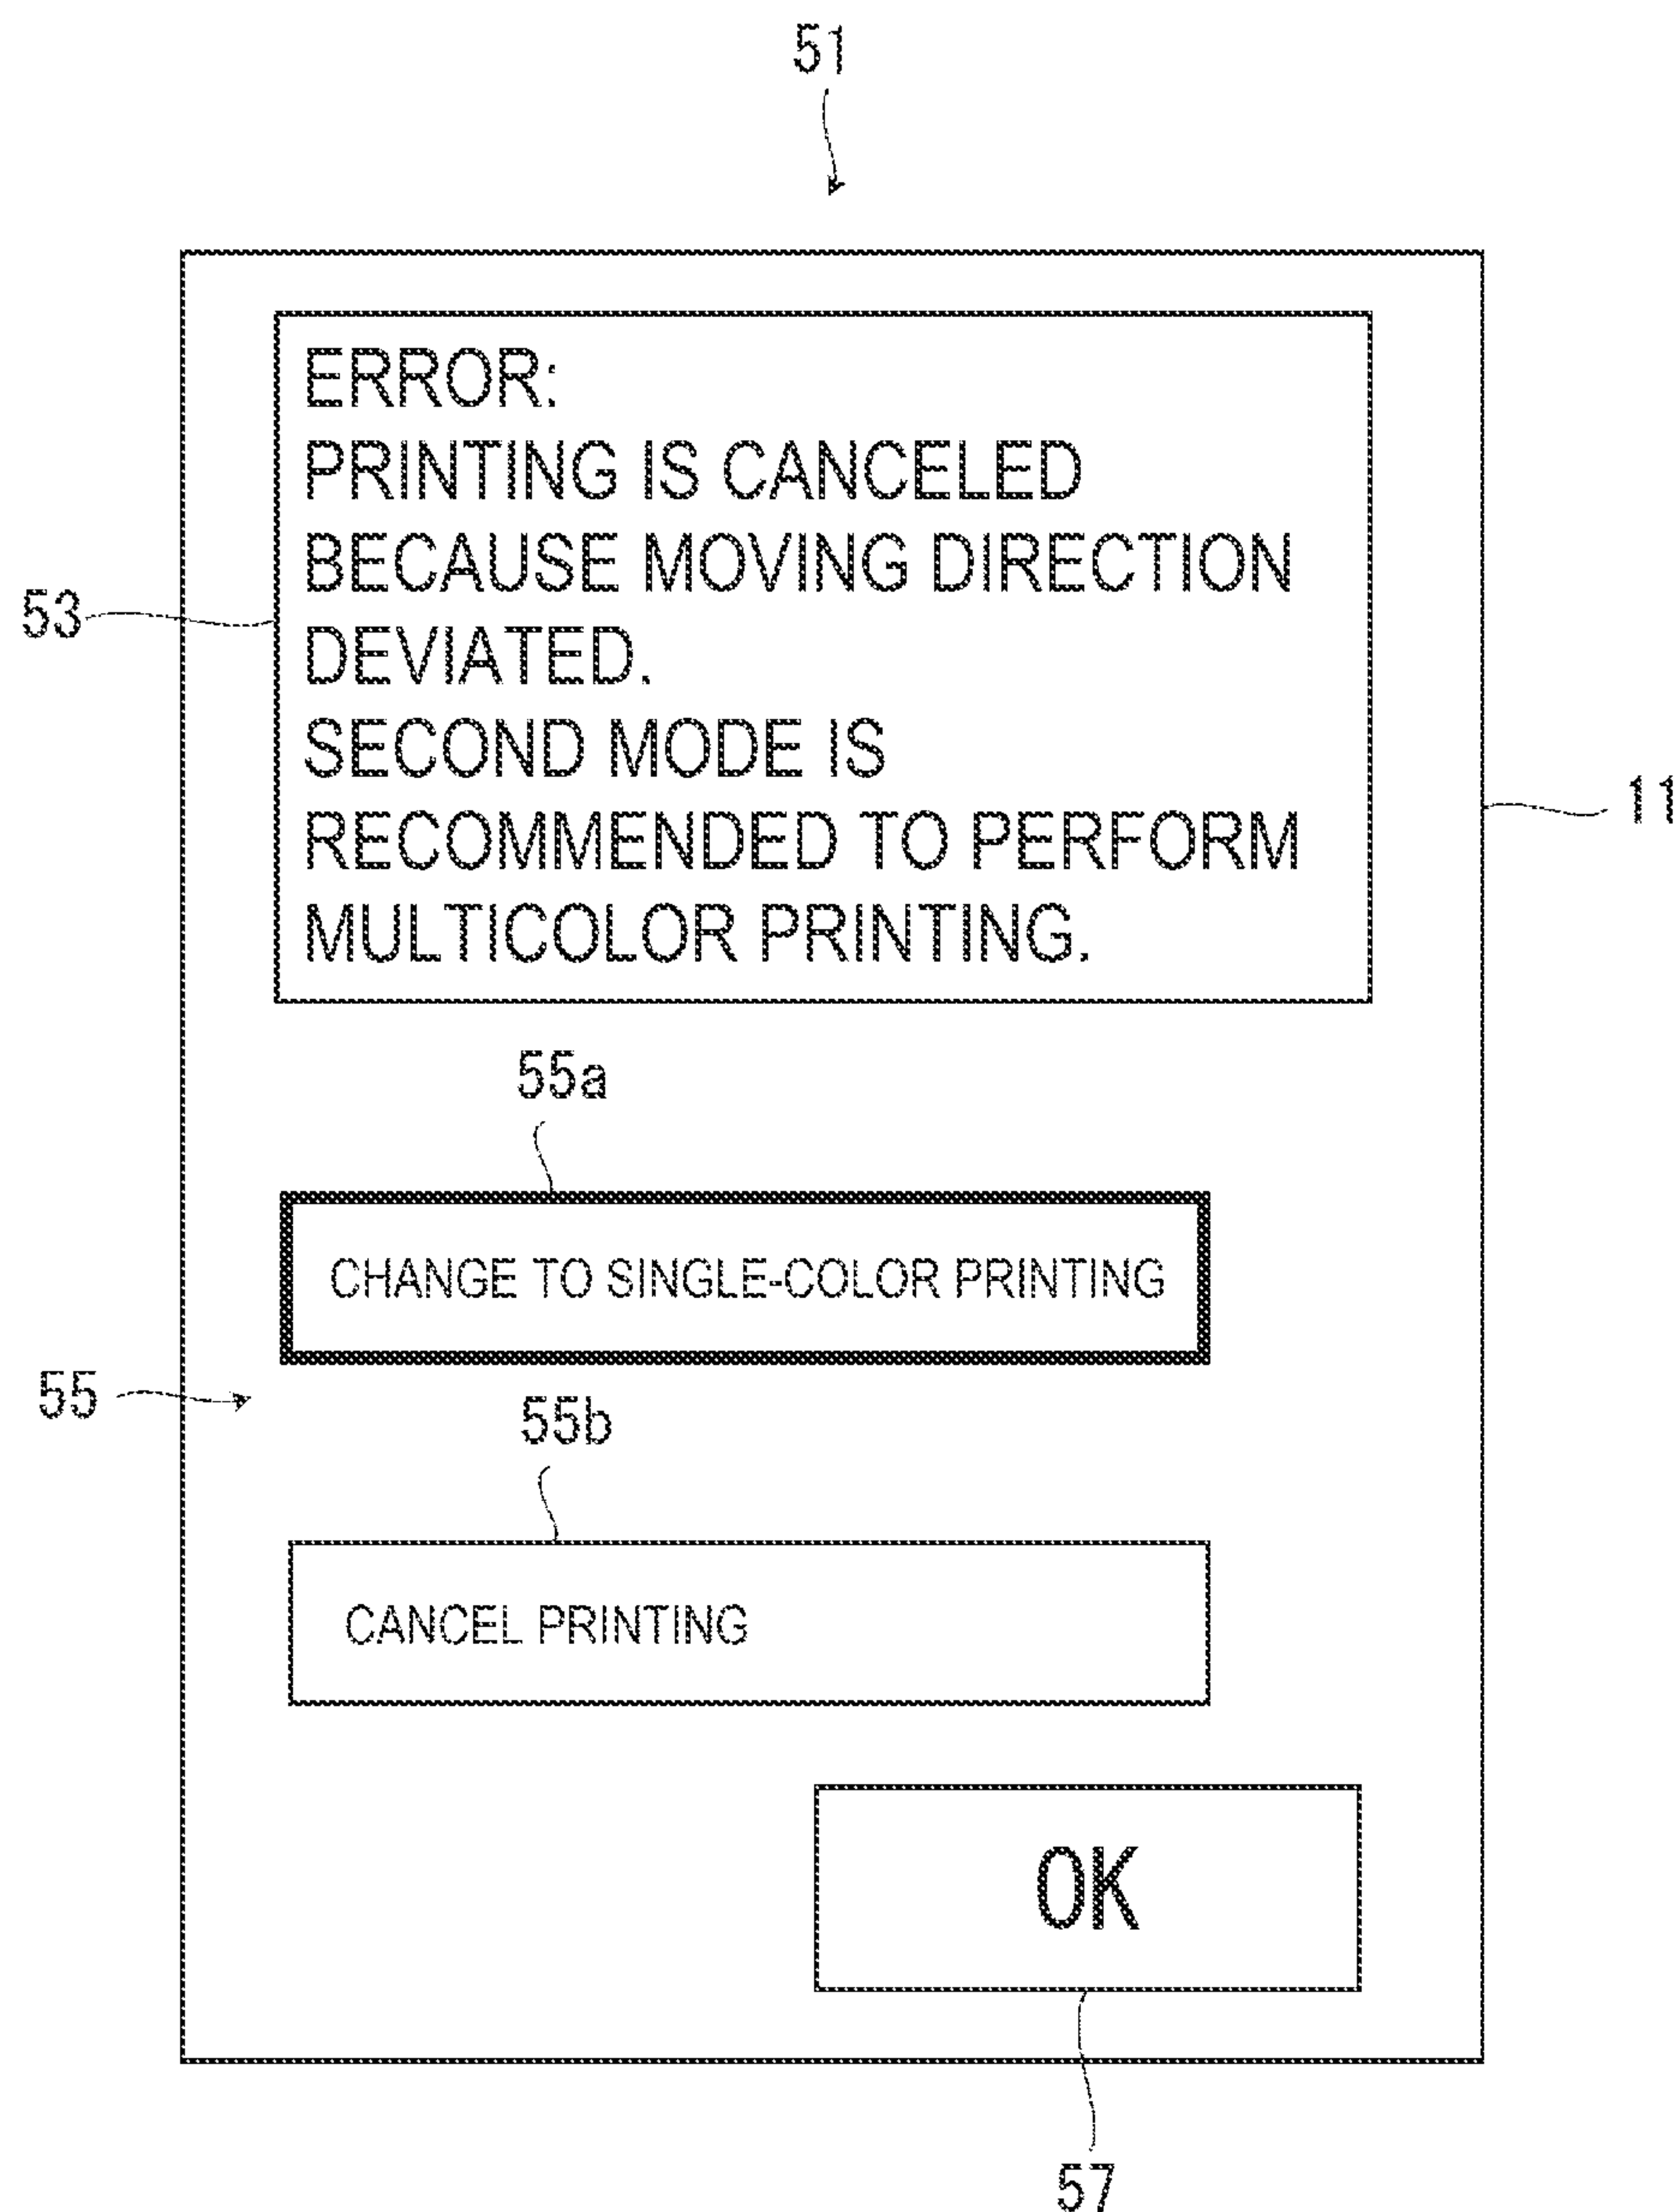 51
ERROR:
PRINTING IS CANCELED
BECAUSE MOVING DIRECTION
DEVIATED.
SECOND MODE IS
RECOMMENDED TO PERFORM
MULTICOLOR PRINTING.
53
11
55a
CHANGE TO SINGLE-COLOR PRINTING
55
55b
CANCEL PRINTING
OK
57